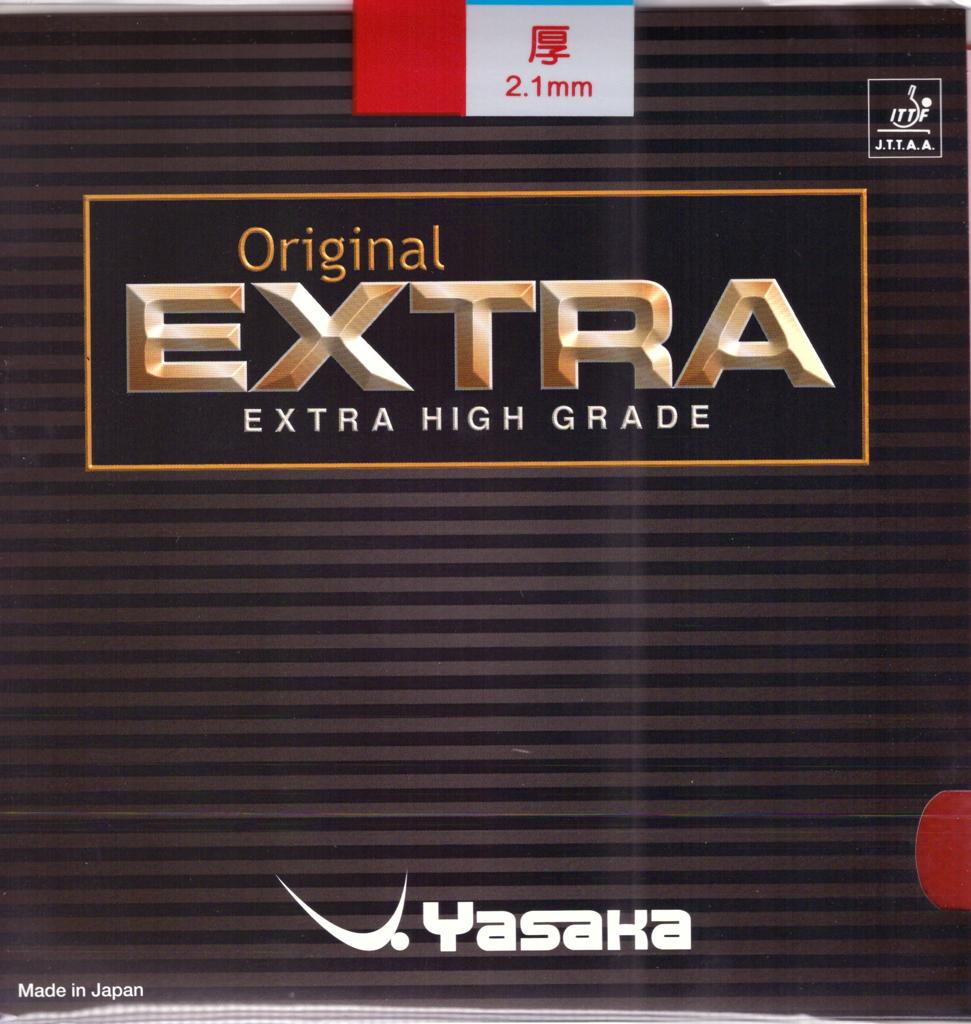 厚
2.1mm
ITTF
J.T.T.A.A.
Original
EXTRA
EXTRA HIGH GRADE
Yasaka
Made in Japan